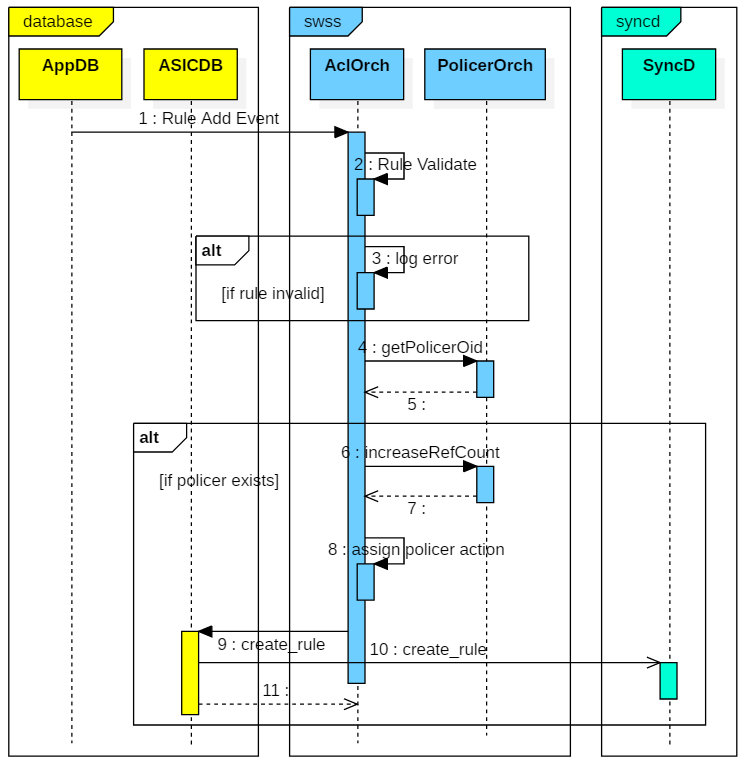 database
swss
syncd
AppDB
ASICDB
AclOrch
PolicerOrch
SyncD
1 : Rule Add Event
2 : Rule Validate
alt
3 : log error
[if rule invalid]
4 : getPolicerOid
5 :
alt
6 : increaseRefCount
[if policer exists]
7 :
8 : assign policer action
9 : create_rule
10 : create_rule
11 :